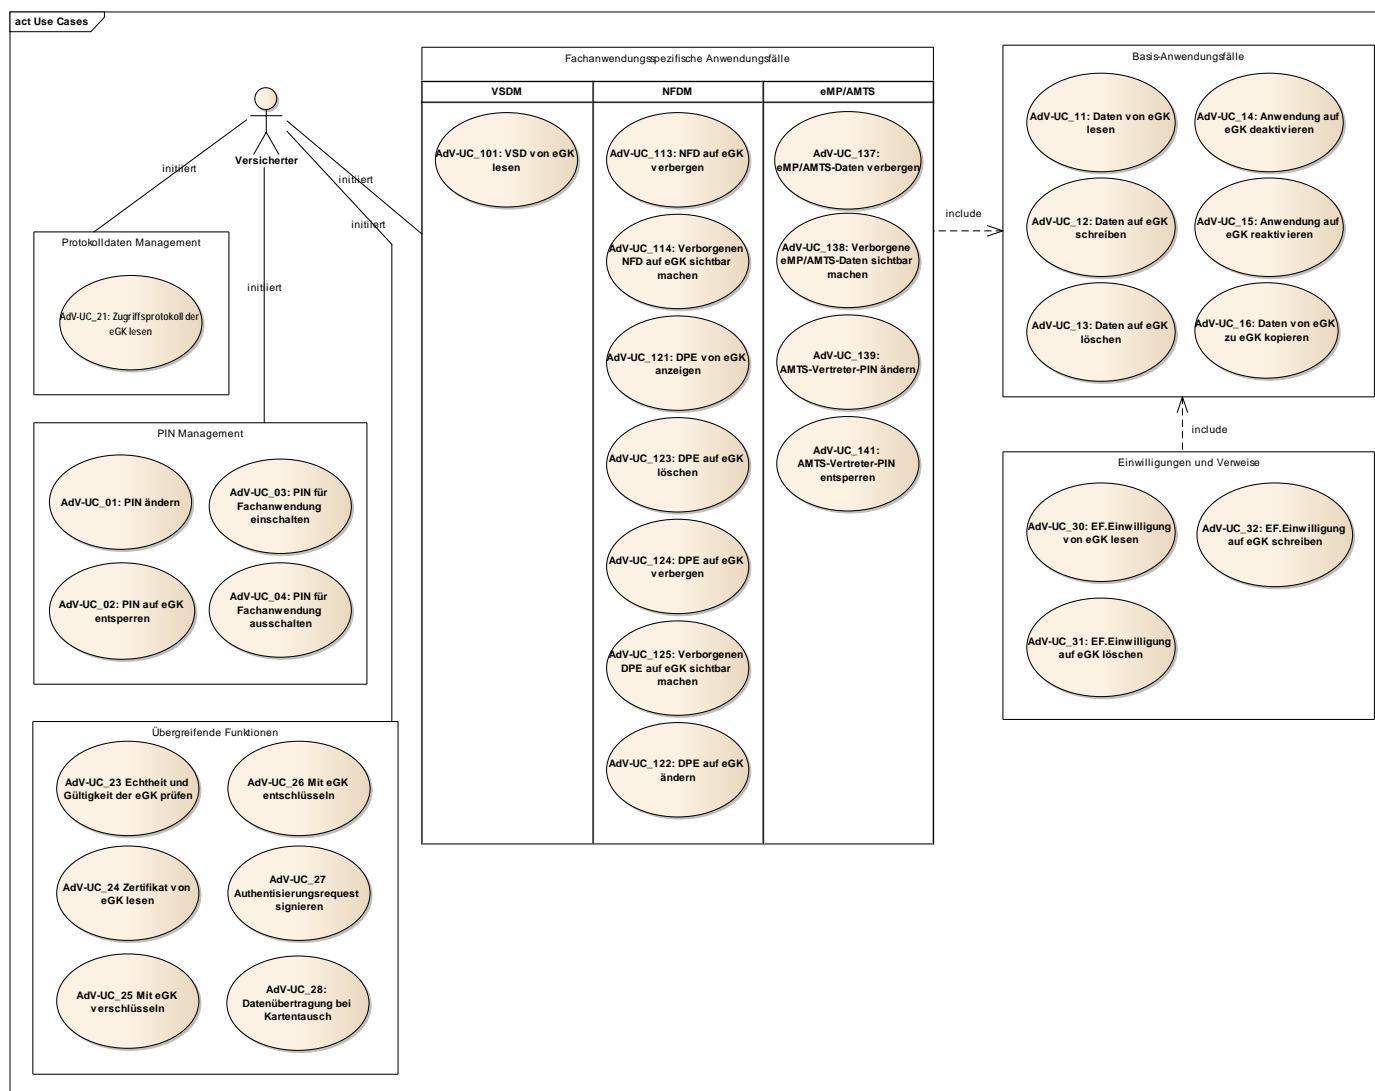 act Use Cases
Versicherter
initiiert
initiiert
initiiert
initiiert
Protokolldaten Management
AdV-UC_21: Zugriffsprotokoll der
eGK lesen
PIN Management
AdV-UC_01: PIN ändern
AdV-UC_03: PIN für
Fachanwendung
einschalten
AdV-UC_02: PIN auf eGK
entsperren
AdV-UC_04: PIN für
Fachanwendung
ausschalten
Übergreifende Funktionen
AdV-UC_23 Echtheit und
Gültigkeit der eGK prüfen
AdV-UC_26 Mit eGK
entschlüsseln
AdV-UC_24 Zertifikat von
eGK lesen
AdV-UC_27
Authentisierungsrequest
signieren
AdV-UC_25 Mit eGK
verschlüsseln
AdV-UC_28:
Datenübertragung bei
Kartentausch
Fachanwendungsspezifische Anwendungsfälle
VSDM
NFDM
eMP/AMTS
AdV-UC_101: VSD von eGK
lesen
AdV-UC_113: NFD auf eGK
verbergen
AdV-UC_114: Verborgenen
NFD auf eGK sichtbar
machen
AdV-UC_121: DPE von eGK
anzeigen
AdV-UC_123: DPE auf eGK
löschen
AdV-UC_124: DPE auf eGK
verbergen
AdV-UC_125: Verborgenen
DPE auf eGK sichtbar
machen
AdV-UC_122: DPE auf eGK
ändern
AdV-UC_137:
eMP/AMTS-Daten verbergen
AdV-UC_138: Verborgene
eMP/AMTS-Daten sichtbar
machen
AdV-UC_139:
AMTS-Vertreter-PIN ändern
AdV-UC_141:
AMTS-Vertreter-PIN
entsperren
include
Basis-Anwendungsfälle
AdV-UC_11: Daten von eGK
lesen
AdV-UC_14: Anwendung auf
eGK deaktivieren
AdV-UC_12: Daten auf eGK
schreiben
AdV-UC_15: Anwendung auf
eGK reaktivieren
AdV-UC_13: Daten auf eGK
löschen
AdV-UC_16: Daten von eGK
zu eGK kopieren
include
Einwilligungen und Verweise
AdV-UC_30: EF.Einwilligung
von eGK lesen
AdV-UC_32: EF.Einwilligung
auf eGK schreiben
AdV-UC_31: EF.Einwilligung
auf eGK löschen